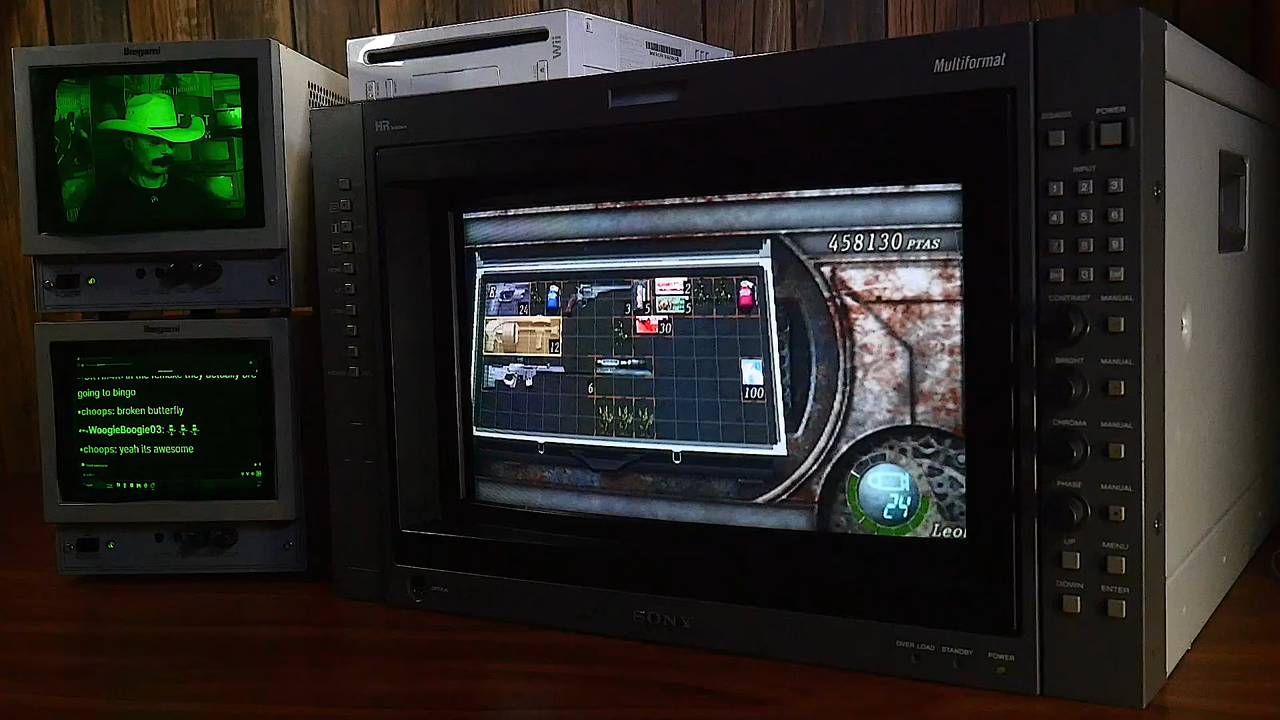 Ikegami
Wii
Multiformat
HR
458130 PTAS
24
3
5
2
5
30
12
6
100
24
Leo
Ikegami
going to bingo
•choops: broken butterfly
WoogieBoogie03:
•choops: yeah its awesome
POWER
INPUT
1 2 3
4 5 6
7 8 9
0
CONTRAST MANUAL
BRIGHT MANUAL
CHROMA MANUAL
PHASE MANUAL
UP MENU
DOWN ENTER
SONY
OVER LOAD STANDBY POWER